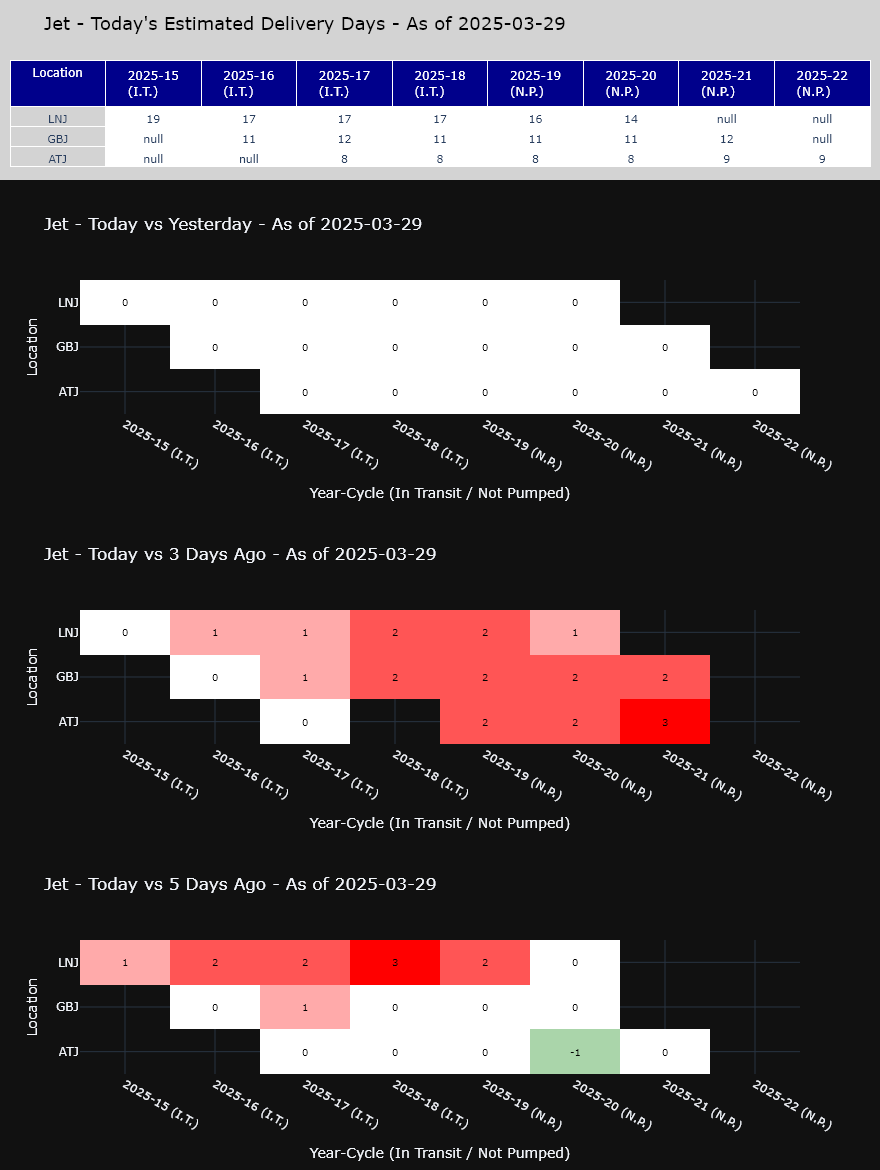 Jet - Today's Estimated Delivery Days - As of 2025-03-29
Location 2025-15 (I.T.) 2025-16 (I.T.) 2025-17 (I.T.) 2025-18 (I.T.) 2025-19 (N.P.) 2025-20 (N.P.) 2025-21 (N.P.) 2025-22 (N.P.)
LNJ 19 17 17 17 16 14 null null
GBJ null 11 12 11 11 11 12 null
ATJ null null 8 8 8 8 9 9
Jet - Today vs Yesterday - As of 2025-03-29
Location
LNJ 0 0 0 0 0 0
GBJ 0 0 0 0 0 0
ATJ 0 0 0 0 0 0
2025-15 (I.T.) 2025-16 (I.T.) 2025-17 (I.T.) 2025-18 (I.T.) 2025-19 (N.P.) 2025-20 (N.P.) 2025-21 (N.P.) 2025-22 (N.P.)
Year-Cycle (In Transit / Not Pumped)
Jet - Today vs 3 Days Ago - As of 2025-03-29
Location
LNJ 0 1 1 2 2 1
GBJ 0 1 2 2 2 2
ATJ 0 2 2 3
2025-15 (I.T.) 2025-16 (I.T.) 2025-17 (I.T.) 2025-18 (I.T.) 2025-19 (N.P.) 2025-20 (N.P.) 2025-21 (N.P.) 2025-22 (N.P.)
Year-Cycle (In Transit / Not Pumped)
Jet - Today vs 5 Days Ago - As of 2025-03-29
Location
LNJ 1 2 2 3 2 0
GBJ 0 1 0 0 0
ATJ 0 0 0 -1 0
2025-15 (I.T.) 2025-16 (I.T.) 2025-17 (I.T.) 2025-18 (I.T.) 2025-19 (N.P.) 2025-20 (N.P.) 2025-21 (N.P.) 2025-22 (N.P.)
Year-Cycle (In Transit / Not Pumped)